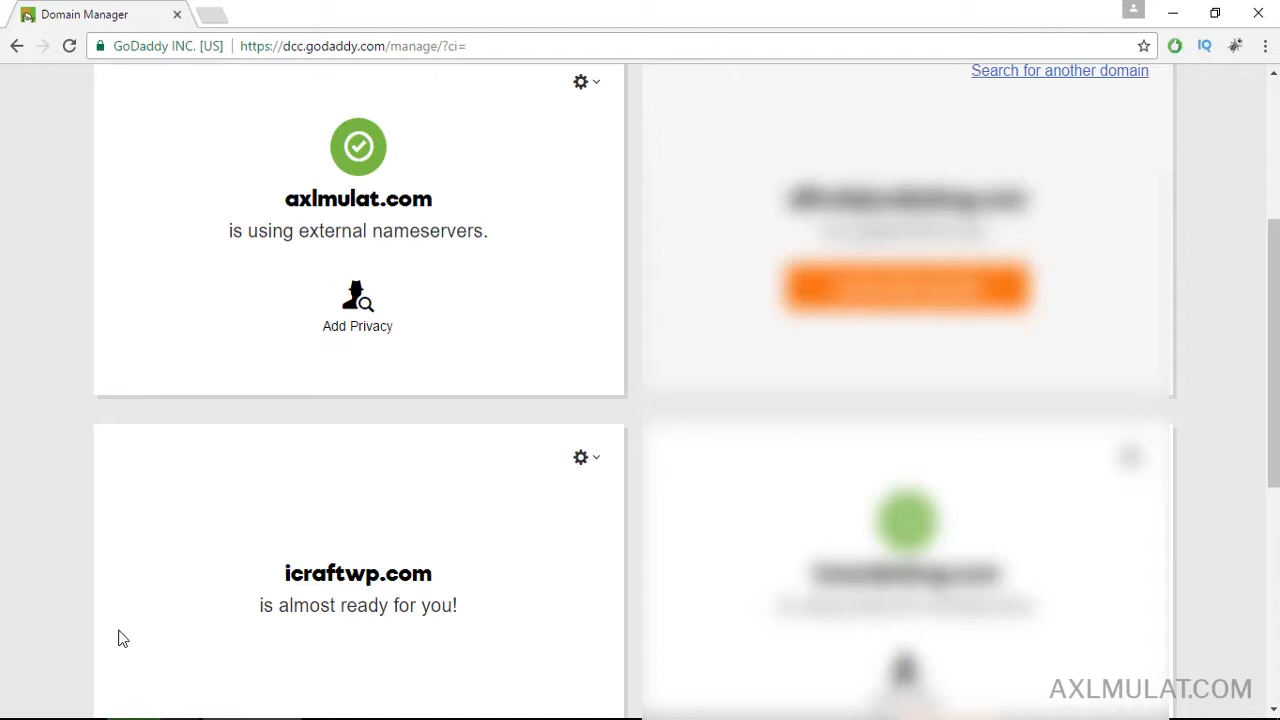 Domain Manager
GoDaddy INC. [US]
https://dcc.godaddy.com/manage/?ci=
IQ
Search for another domain
axlmulat.com
is using external nameservers.
Add Privacy
icraftwp.com
is almost ready for you!
AXLMULAT.COM